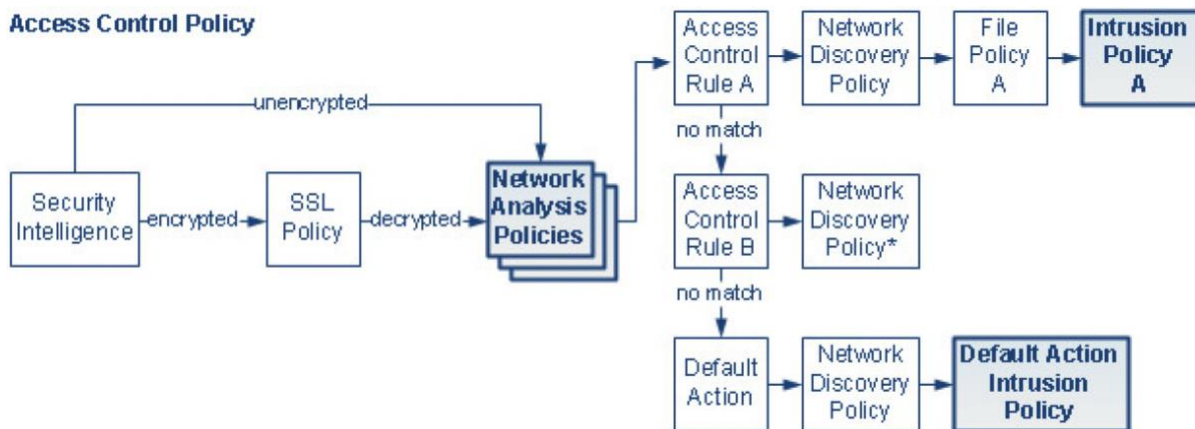 Access Control Policy
unencrypted
Security
Intelligence
encrypted
SSL
Policy
decrypted
Network
Analysis
Policies
Access
Control
Rule A
Network
Discovery
Policy
File
Policy
A
Intrusion
Policy
A
no match
Access
Control
Rule B
Network
Discovery
Policy*
no match
Default
Action
Network
Discovery
Policy
Default Action
Intrusion
Policy